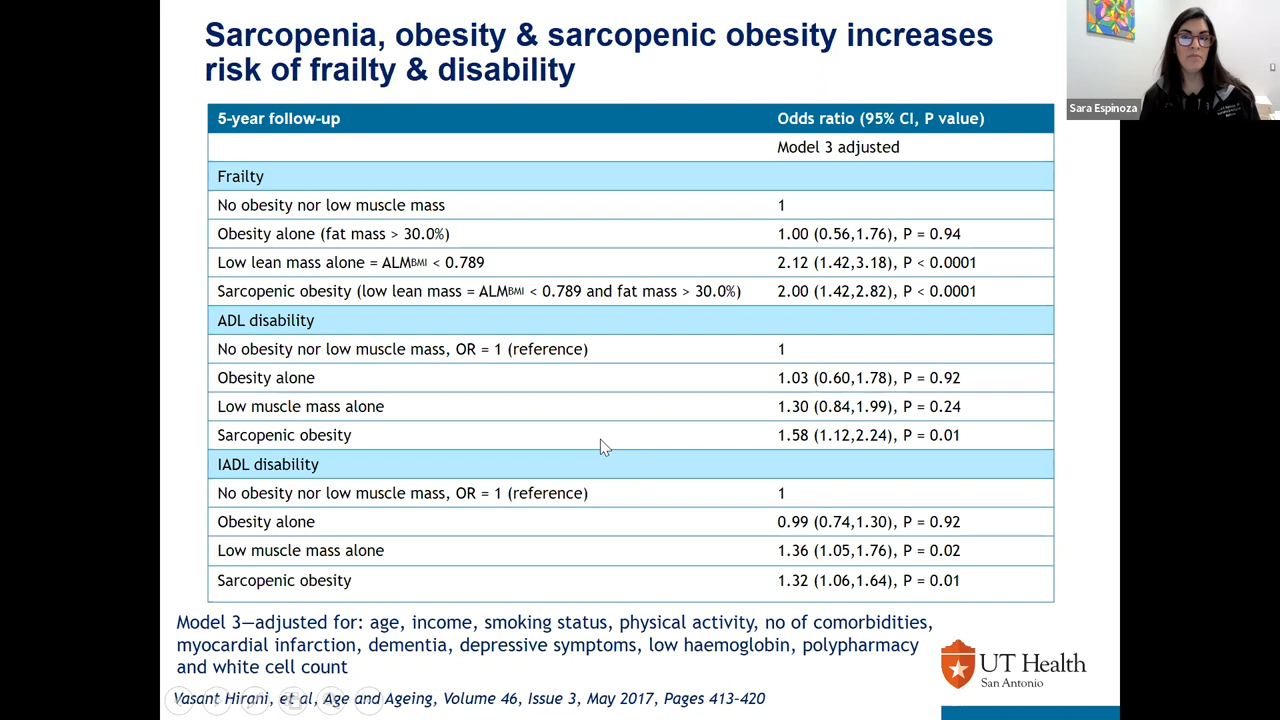 Sarcopenia, obesity & sarcopenic obesity increases
risk of frailty & disability
Sara Espinoza
5-year follow-up Odds ratio (95% CI, P value)
Model 3 adjusted
Frailty
No obesity nor low muscle mass 1
Obesity alone (fat mass > 30.0%) 1.00 (0.56,1.76), P = 0.94
Low lean mass alone = ALMBMI < 0.789 2.12 (1.42,3.18), P < 0.0001
Sarcopenic obesity (low lean mass = ALMBMI < 0.789 and fat mass > 30.0%) 2.00 (1.42,2.82), P < 0.0001
ADL disability
No obesity nor low muscle mass, OR = 1 (reference) 1
Obesity alone 1.03 (0.60,1.78), P = 0.92
Low muscle mass alone 1.30 (0.84,1.99), P = 0.24
Sarcopenic obesity 1.58 (1.12,2.24), P = 0.01
IADL disability
No obesity nor low muscle mass, OR = 1 (reference) 1
Obesity alone 0.99 (0.74,1.30), P = 0.92
Low muscle mass alone 1.36 (1.05,1.76), P = 0.02
Sarcopenic obesity 1.32 (1.06,1.64), P = 0.01
Model 3—adjusted for: age, income, smoking status, physical activity, no of comorbidities,
myocardial infarction, dementia, depressive symptoms, low haemoglobin, polypharmacy
and white cell count
Vasant Hirani, et al, Age and Ageing, Volume 46, Issue 3, May 2017, Pages 413-420
UT Health
San Antonio